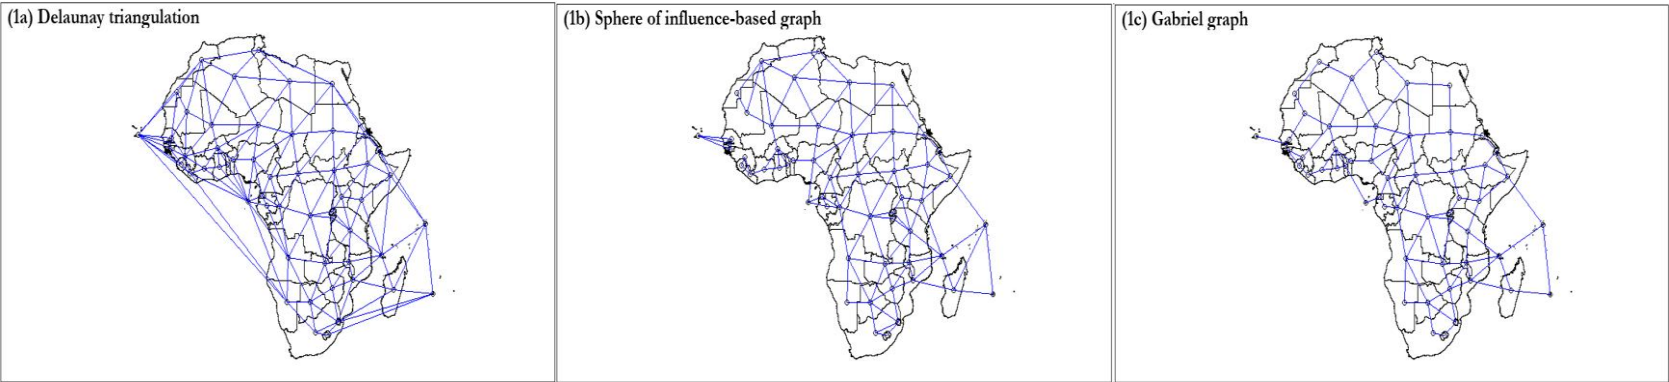 (1a) Delaunay triangulation
(1b) Sphere of influence-based graph
(1c) Gabriel graph